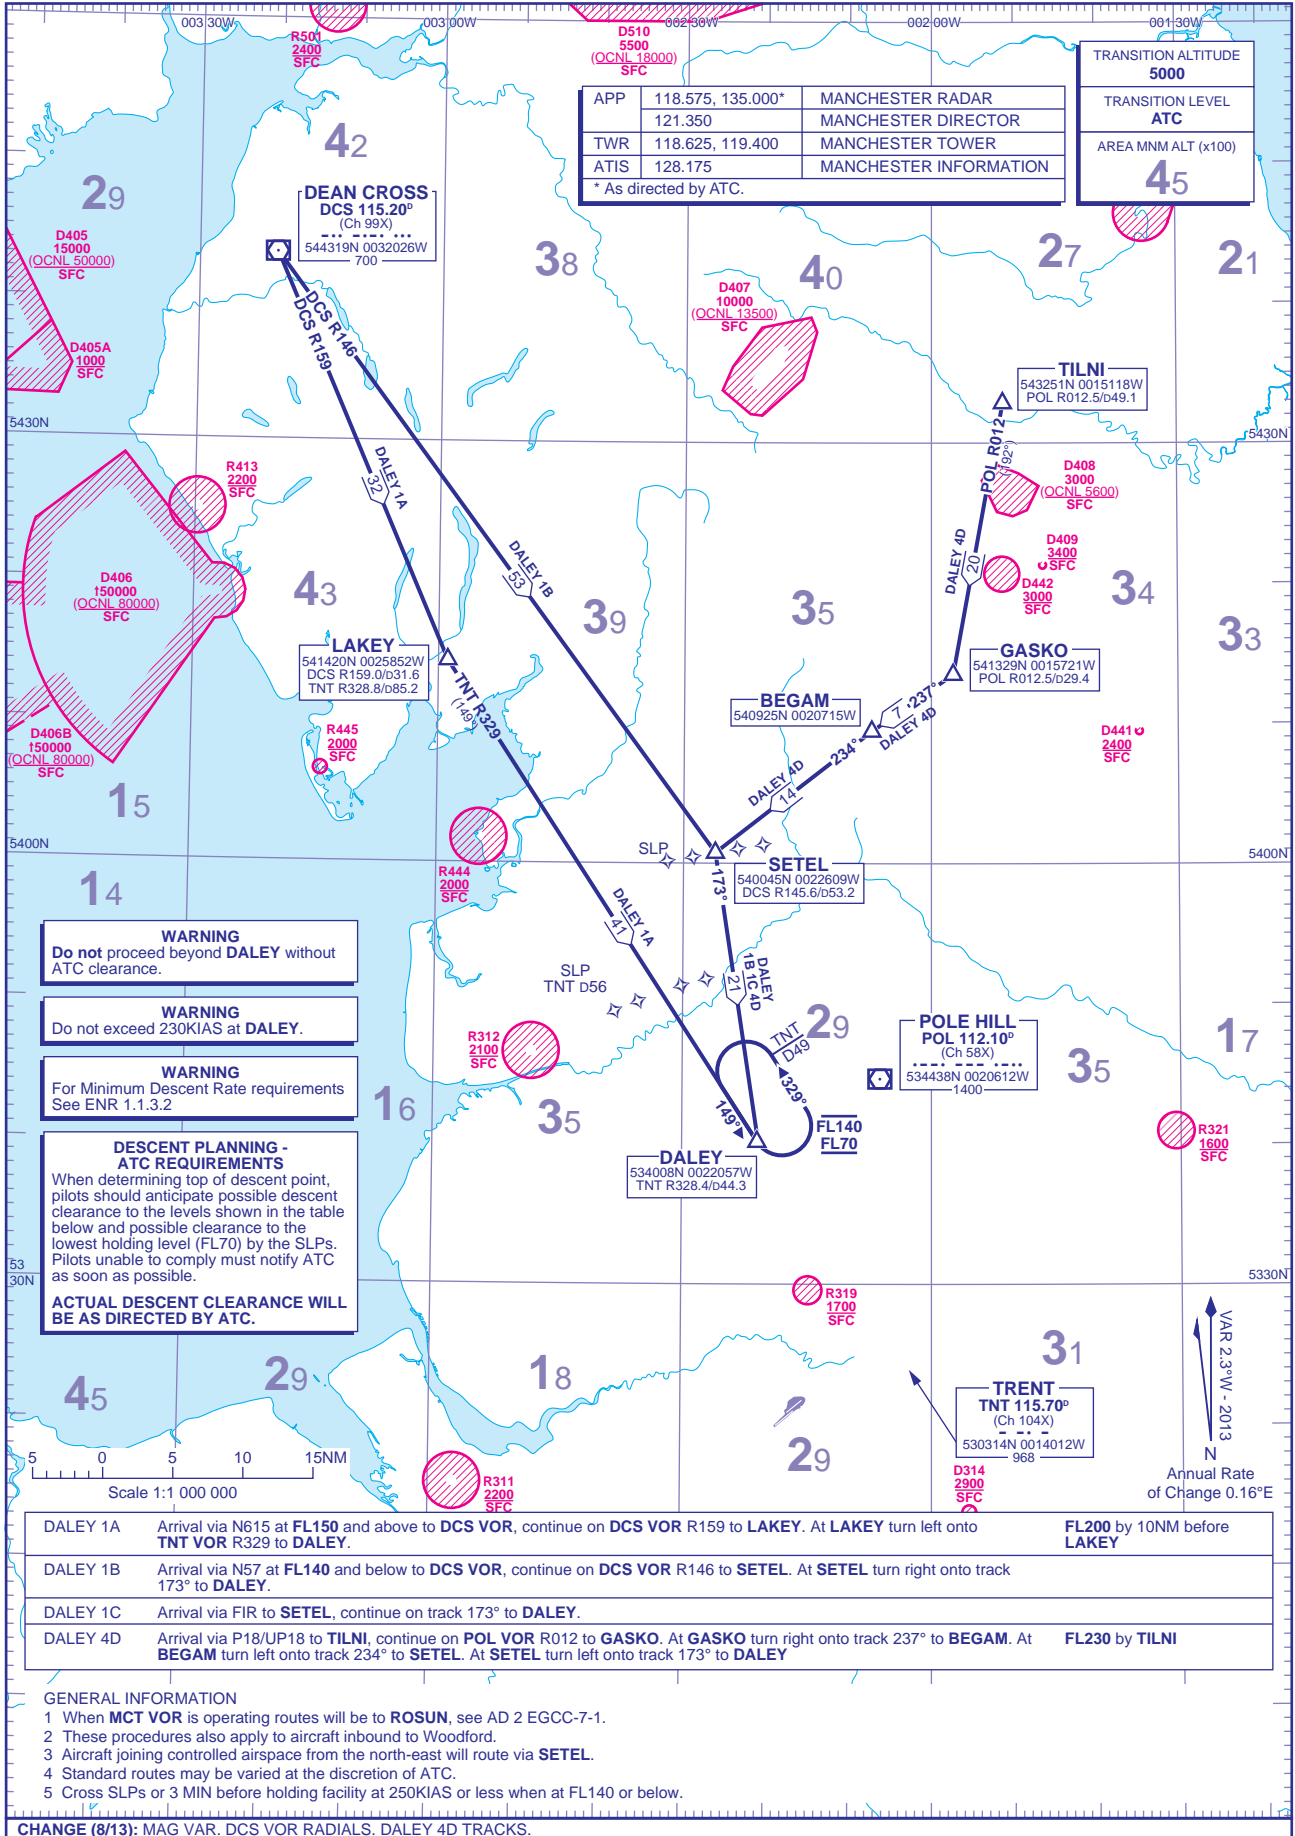 003 30W
003 00W
002 30W
002 00W
001 30W
R501
2400
SFC
D510
5500
(OCNL 18000)
SFC
TRANSITION ALTITUDE
5000
TRANSITION LEVEL
ATC
AREA MNM ALT (x100)
45
APP 118.575, 135.000* MANCHESTER RADAR
121.350 MANCHESTER DIRECTOR
TWR 118.625, 119.400 MANCHESTER TOWER
ATIS 128.175 MANCHESTER INFORMATION
* As directed by ATC.
42
29
DEAN CROSS
DCS 115.20D
(Ch 99X)
544319N 0032026W
700
D405
15000
(OCNL 50000)
SFC
38
40
27
21
D407
10000
(OCNL 13500)
SFC
DCS R146
DCS R159
D405A
1000
SFC
TILNI
543251N 0015118W
POL R012.5/D49.1
5430N
5430N
POL R012
(192°)
R413
2200
SFC
DALEY 1A
32
D408
3000
(OCNL 5600)
SFC
D409
3400
SFC
D442
3000
SFC
DALEY 4D
20
DALEY 1B
53
D406
†50000
(OCNL 80000)
SFC
43
39
35
34
33
LAKEY
541420N 0025852W
DCS R159.0/D31.6
TNT R328.8/D85.2
GASKO
541329N 0015721W
POL R012.5/D29.4
TNT R329
(149°)
BEGAM
540925N 0020715W
237°
7
DALEY 4D
234°
D406B
†50000
(OCNL 80000)
SFC
R445
2000
SFC
D441
2400
SFC
15
DALEY 4D
14
5400N
5400N
SLP
SETEL
540045N 0022609W
DCS R145.6/D53.2
173°
R444
2000
SFC
14
DALEY 1A
41
WARNING
Do not proceed beyond DALEY without
ATC clearance.
SLP
TNT D56
DALEY
1B 1C 4D
21
WARNING
Do not exceed 230KIAS at DALEY.
29
POLE HILL
POL 112.10D
(Ch 58X)
534438N 0020612W
1400
17
R312
2100
SFC
TNT
D49
329°
149°
WARNING
For Minimum Descent Rate requirements
See ENR 1.1.3.2
16
35
35
FL140
FL70
R321
1600
SFC
DALEY
534008N 0022057W
TNT R328.4/D44.3
DESCENT PLANNING -
ATC REQUIREMENTS
When determining top of descent point,
pilots should anticipate possible descent
clearance to the levels shown in the table
below and possible clearance to the
lowest holding level (FL70) by the SLPs.
Pilots unable to comply must notify ATC
as soon as possible.
ACTUAL DESCENT CLEARANCE WILL
BE AS DIRECTED BY ATC.
53
30N
5330N
R319
1700
SFC
VAR 2.3°W - 2013
N
Annual Rate
of Change 0.16°E
45
29
18
31
29
TRENT
TNT 115.70D
(Ch 104X)
530314N 0014012W
968
5 0 5 10 15NM
Scale 1:1 000 000
R311
2200
SFC
D314
2900
SFC
DALEY 1A Arrival via N615 at FL150 and above to DCS VOR, continue on DCS VOR R159 to LAKEY. At LAKEY turn left onto FL200 by 10NM before
TNT VOR R329 to DALEY. LAKEY
DALEY 1B Arrival via N57 at FL140 and below to DCS VOR, continue on DCS VOR R146 to SETEL. At SETEL turn right onto track
173° to DALEY.
DALEY 1C Arrival via FIR to SETEL, continue on track 173° to DALEY.
DALEY 4D Arrival via P18/UP18 to TILNI, continue on POL VOR R012 to GASKO. At GASKO turn right onto track 237° to BEGAM. At FL230 by TILNI
BEGAM turn left onto track 234° to SETEL. At SETEL turn left onto track 173° to DALEY
GENERAL INFORMATION
1 When MCT VOR is operating routes will be to ROSUN, see AD 2 EGCC-7-1.
2 These procedures also apply to aircraft inbound to Woodford.
3 Aircraft joining controlled airspace from the north-east will route via SETEL.
4 Standard routes may be varied at the discretion of ATC.
5 Cross SLPs or 3 MIN before holding facility at 250KIAS or less when at FL140 or below.
CHANGE (8/13): MAG VAR. DCS VOR RADIALS. DALEY 4D TRACKS.